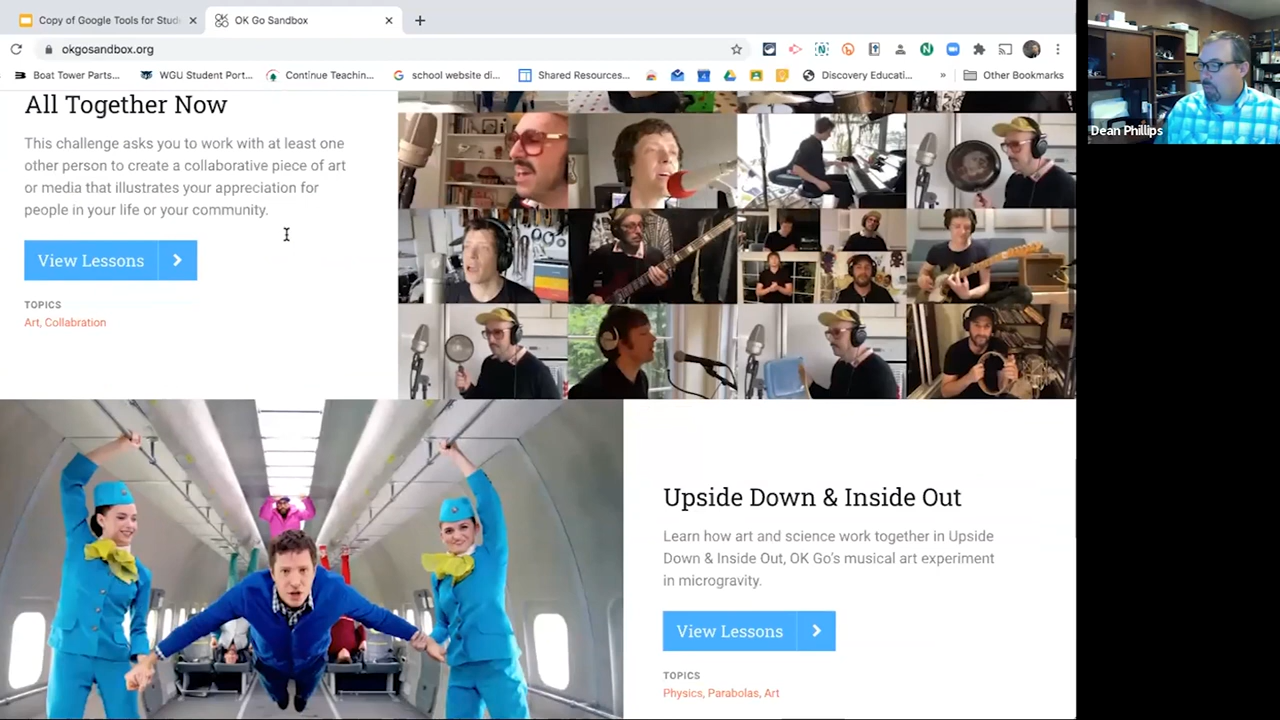 Copy of Google Tools for Stud
OK Go Sandbox
okgosandbox.org
Boat Tower Parts...
WGU Student Port...
Continue Teachin...
school website di...
Shared Resources...
Discovery Educati...
»
Other Bookmarks
Dean Phillips
All Together Now
This challenge asks you to work with at least one
other person to create a collaborative piece of art
or media that illustrates your appreciation for
people in your life or your community.
View Lessons
TOPICS
Art, Collabration
Upside Down & Inside Out
Learn how art and science work together in Upside
Down & Inside Out, OK Go's musical art experiment
in microgravity.
View Lessons
TOPICS
Physics, Parabolas, Art